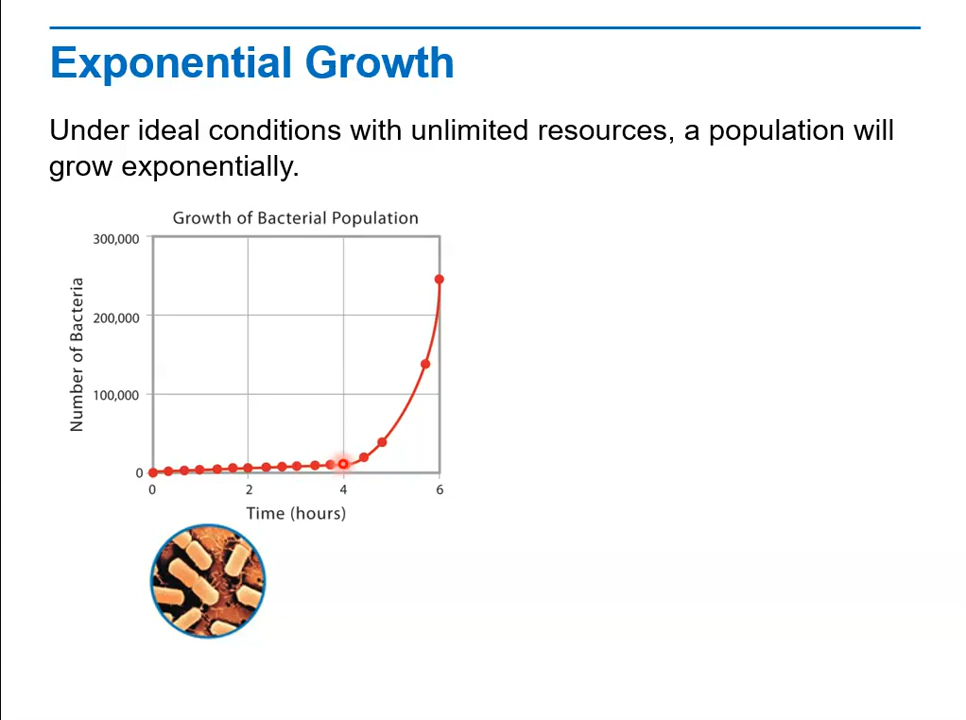 Exponential Growth
Under ideal conditions with unlimited resources, a population will
grow exponentially.
Growth of Bacterial Population
300,000
200,000
100,000
0
Number of Bacteria
0 2 4 6
Time (hours)